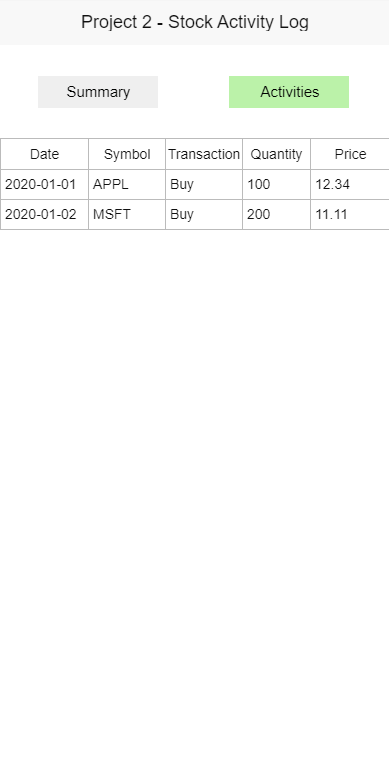 Project 2 - Stock Activity Log
Summary Activities
Date Symbol Transaction Quantity Price
2020-01-01 APPL Buy 100 12.34
2020-01-02 MSFT Buy 200 11.11